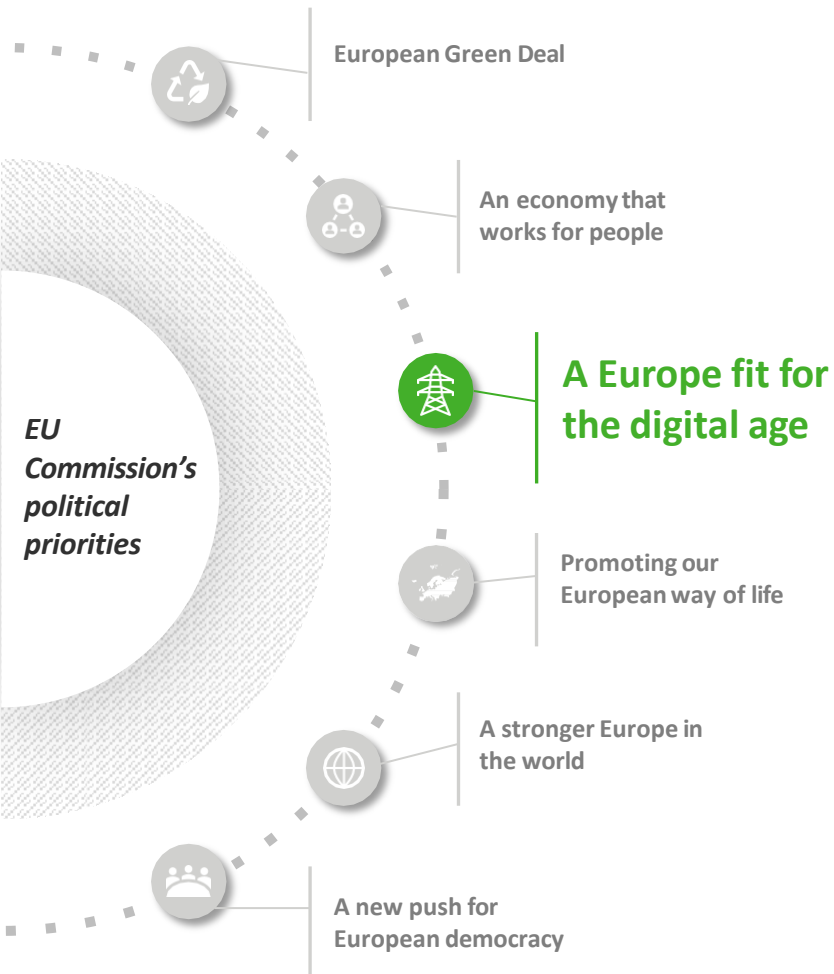 European Green Deal
An economy that
works for people
A Europe fit for
the digital age
EU
Commission's
political
priorities
Promoting our
European way of life
A stronger Europe in
the world
A new push for
European democracy